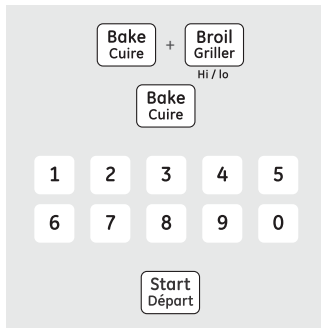 Bake + Broil
Cuire Griller
Hi / lo
Bake
Cuire
1 2 3 4 5
6 7 8 9 0
Start
Départ